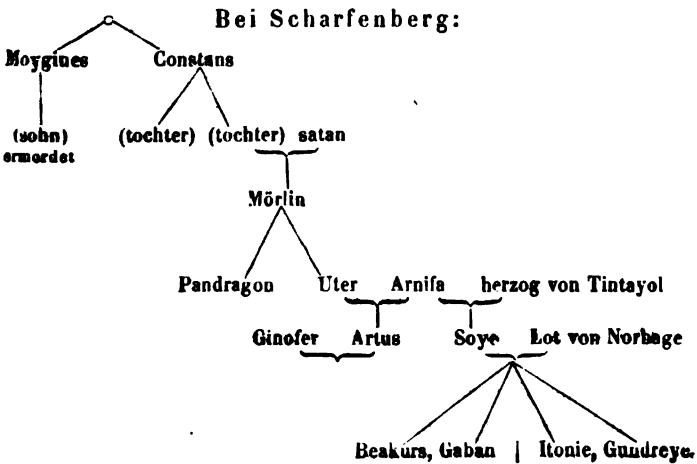 Bei Scharfenberg:
Moygines Constans
(sohn) (tochter) (tochter) satan
ermordet
Mörlin
Pandragon Uter Arnifa herzog von Tintayol
Ginofer Artus Soye Lot von Norbage
Beakurs, Gaban | Itonie, Gundreye.